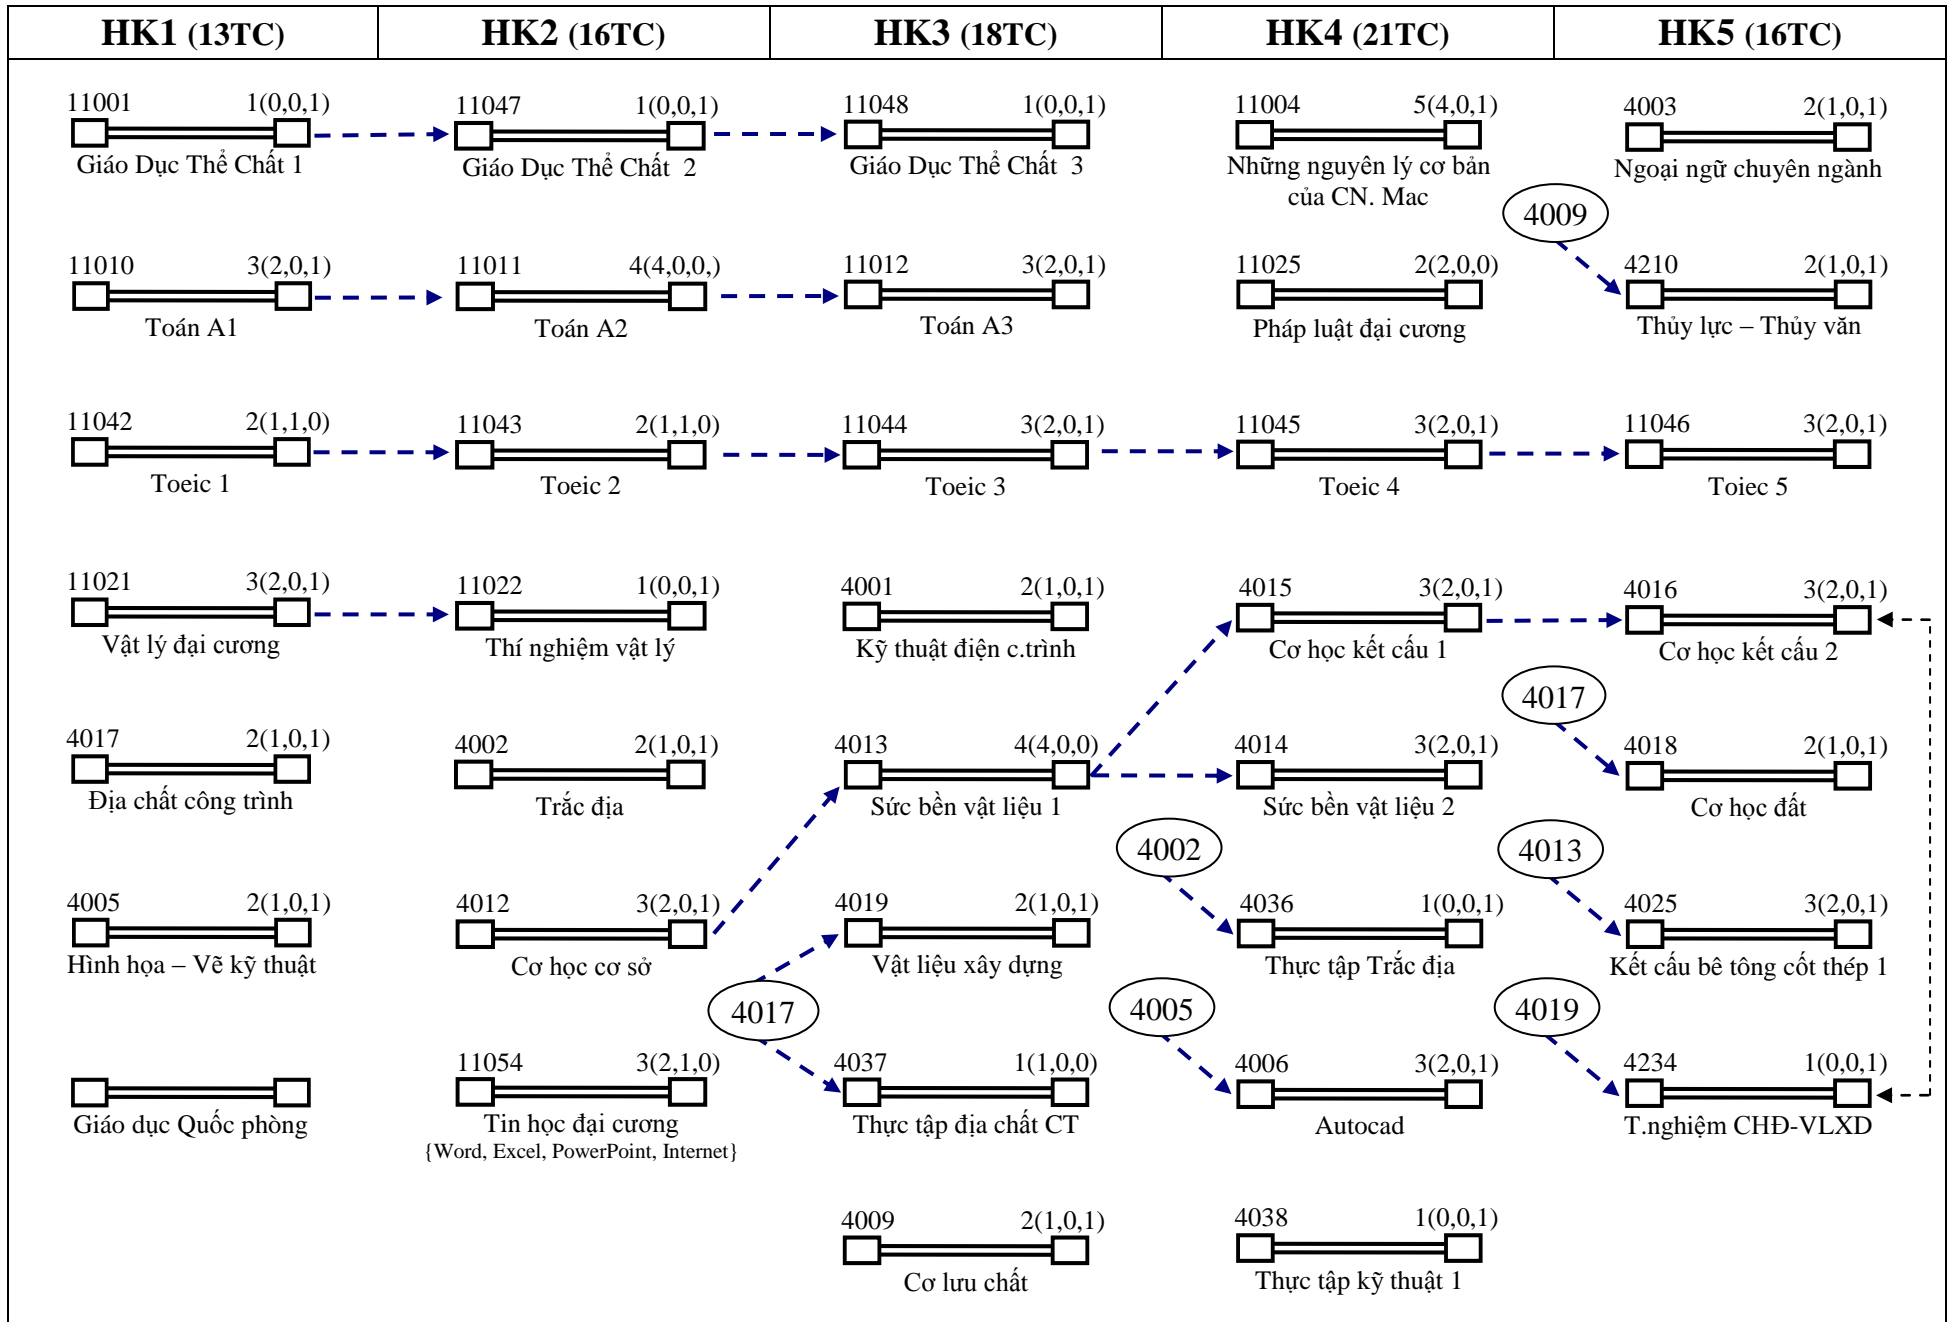 HK1 (13TC) HK2 (16TC) HK3 (18TC) HK4 (21TC) HK5 (16TC)
11001 1(0,0,1) 11047 1(0,0,1) 11048 1(0,0,1) 11004 5(4,0,1) 4003 2(1,0,1)
Giáo Dục Thể Chất 1 Giáo Dục Thể Chất 2 Giáo Dục Thể Chất 3 Những nguyên lý cơ bản Ngoại ngữ chuyên ngành
của CN. Mac
4009
11010 3(2,0,1) 11011 4(4,0,0,) 11012 3(2,0,1) 11025 2(2,0,0) 4210 2(1,0,1)
Toán A1 Toán A2 Toán A3 Pháp luật đại cương Thủy lực – Thủy văn
11042 2(1,1,0) 11043 2(1,1,0) 11044 3(2,0,1) 11045 3(2,0,1) 11046 3(2,0,1)
Toeic 1 Toeic 2 Toeic 3 Toeic 4 Toiec 5
11021 3(2,0,1) 11022 1(0,0,1) 4001 2(1,0,1) 4015 3(2,0,1) 4016 3(2,0,1)
Vật lý đại cương Thí nghiệm vật lý Kỹ thuật điện c.trình Cơ học kết cấu 1 Cơ học kết cấu 2
4017
4017 2(1,0,1) 4002 2(1,0,1) 4013 4(4,0,0) 4014 3(2,0,1) 4018 2(1,0,1)
Địa chất công trình Trắc địa Sức bền vật liệu 1 Sức bền vật liệu 2 Cơ học đất
4002 4013
4005 2(1,0,1) 4012 3(2,0,1) 4019 2(1,0,1) 4036 1(0,0,1) 4025 3(2,0,1)
Hình họa – Vẽ kỹ thuật Cơ học cơ sở Vật liệu xây dựng Thực tập Trắc địa Kết cấu bê tông cốt thép 1
4017 4005 4019
11054 3(2,1,0) 4037 1(1,0,0) 4006 3(2,0,1) 4234 1(0,0,1)
Giáo dục Quốc phòng Tin học đại cương Thực tập địa chất CT Autocad T.nghiệm CHĐ-VLXD
{Word, Excel, PowerPoint, Internet}
4009 2(1,0,1) 4038 1(0,0,1)
Cơ lưu chất Thực tập kỹ thuật 1